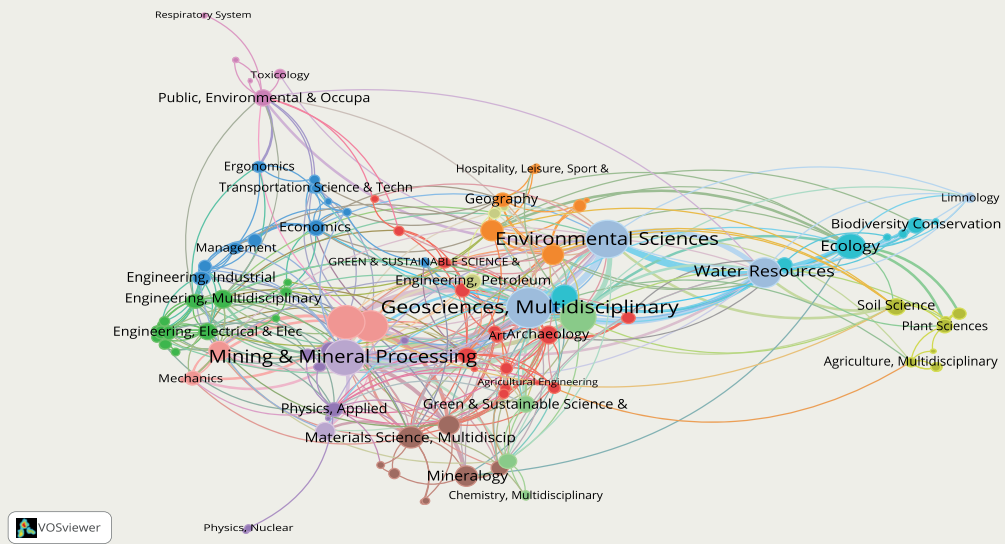 Respiratory System
Toxicology
Public, Environmental & Occupa
Ergonomics
Hospitality, Leisure, Sport &
Transportation Science & Techn
Geography
Limnology
Economics
Biodiversity Conservation
Environmental Sciences
Ecology
Management
GREEN & SUSTAINABLE SCIENCE &
Water Resources
Engineering, Industrial
Engineering, Petroleum
Engineering, Multidisciplinary
Geosciences, Multidisciplinary
Soil Science
Plant Sciences
Engineering, Electrical & Elec
Art
Archaeology
Mining & Mineral Processing
Agriculture, Multidisciplinary
Mechanics
Agricultural Engineering
Green & Sustainable Science &
Physics, Applied
Materials Science, Multidiscip
Mineralogy
Chemistry, Multidisciplinary
Physics, Nuclear
VOSviewer